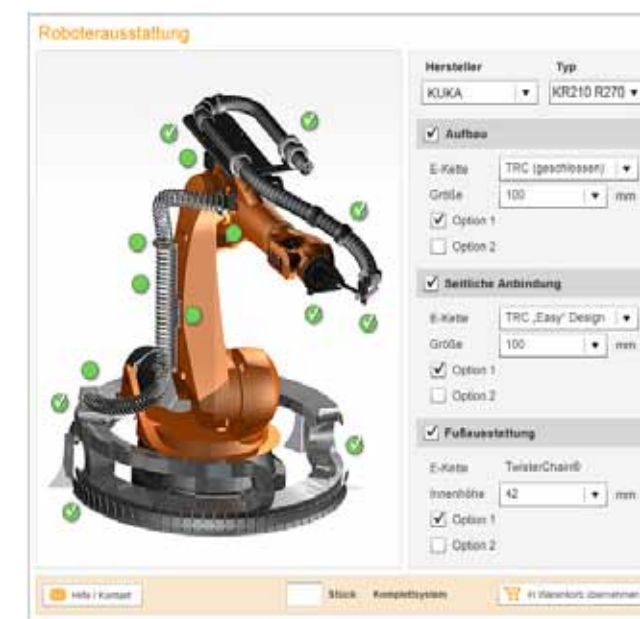 Roboterausstattung
Hersteller Typ
KUKA KR210 R270
Aufbau
E-Kette TRC (geschlossen)
Größe 100 mm
Option 1
Option 2
Seitliche Anbindung
E-Kette TRC „Easy“ Design
Größe 100 mm
Option 1
Option 2
Fußausstattung
E-Kette TwisterChain®
Innenhöhe 42 mm
Option 1
Option 2
Hilfe / Kontakt Stück Komplettsystem In Warenkorb übernehmen